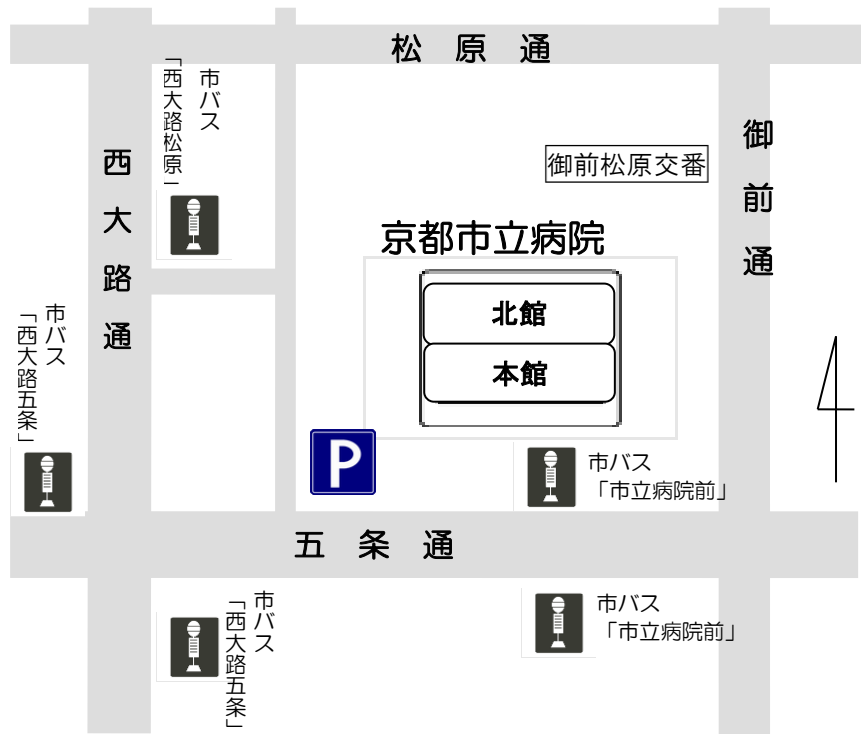 松原通
市バス
「西大路松原」
西大路通
御前松原交番
御前通
京都市立病院
北館
本館
市バス
「西大路五条」
P
市バス
「市立病院前」
五条通
市バス
「西大路五条」
市バス
「市立病院前」